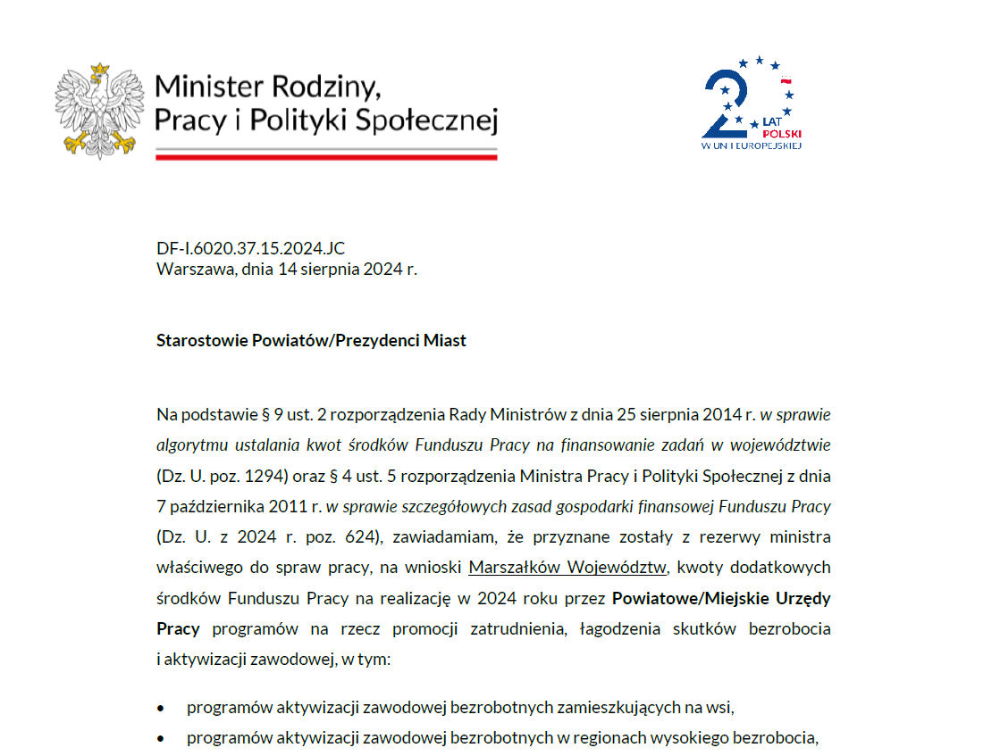 Minister Rodziny,
Pracy i Polityki Społecznej
20 LAT
POLSKI
W UNII EUROPEJSKIEJ
DF-I.6020.37.15.2024.JC
Warszawa, dnia 14 sierpnia 2024 r.
Starostowie Powiatów/Prezydenci Miast
Na podstawie § 9 ust. 2 rozporządzenia Rady Ministrów z dnia 25 sierpnia 2014 r. w sprawie
algorytmu ustalania kwot środków Funduszu Pracy na finansowanie zadań w województwie
(Dz. U. poz. 1294) oraz § 4 ust. 5 rozporządzenia Ministra Pracy i Polityki Społecznej z dnia
7 października 2011 r. w sprawie szczegółowych zasad gospodarki finansowej Funduszu Pracy
(Dz. U. z 2024 r. poz. 624), zawiadamiam, że przyznane zostały z rezerwy ministra
właściwego do spraw pracy, na wnioski Marszałków Województw, kwoty dodatkowych
środków Funduszu Pracy na realizację w 2024 roku przez Powiatowe/Miejskie Urzędy
Pracy programów na rzecz promocji zatrudnienia, łagodzenia skutków bezrobocia
i aktywizacji zawodowej, w tym:
• programów aktywizacji zawodowej bezrobotnych zamieszkujących na wsi,
• programów aktywizacji zawodowej bezrobotnych w regionach wysokiego bezrobocia,